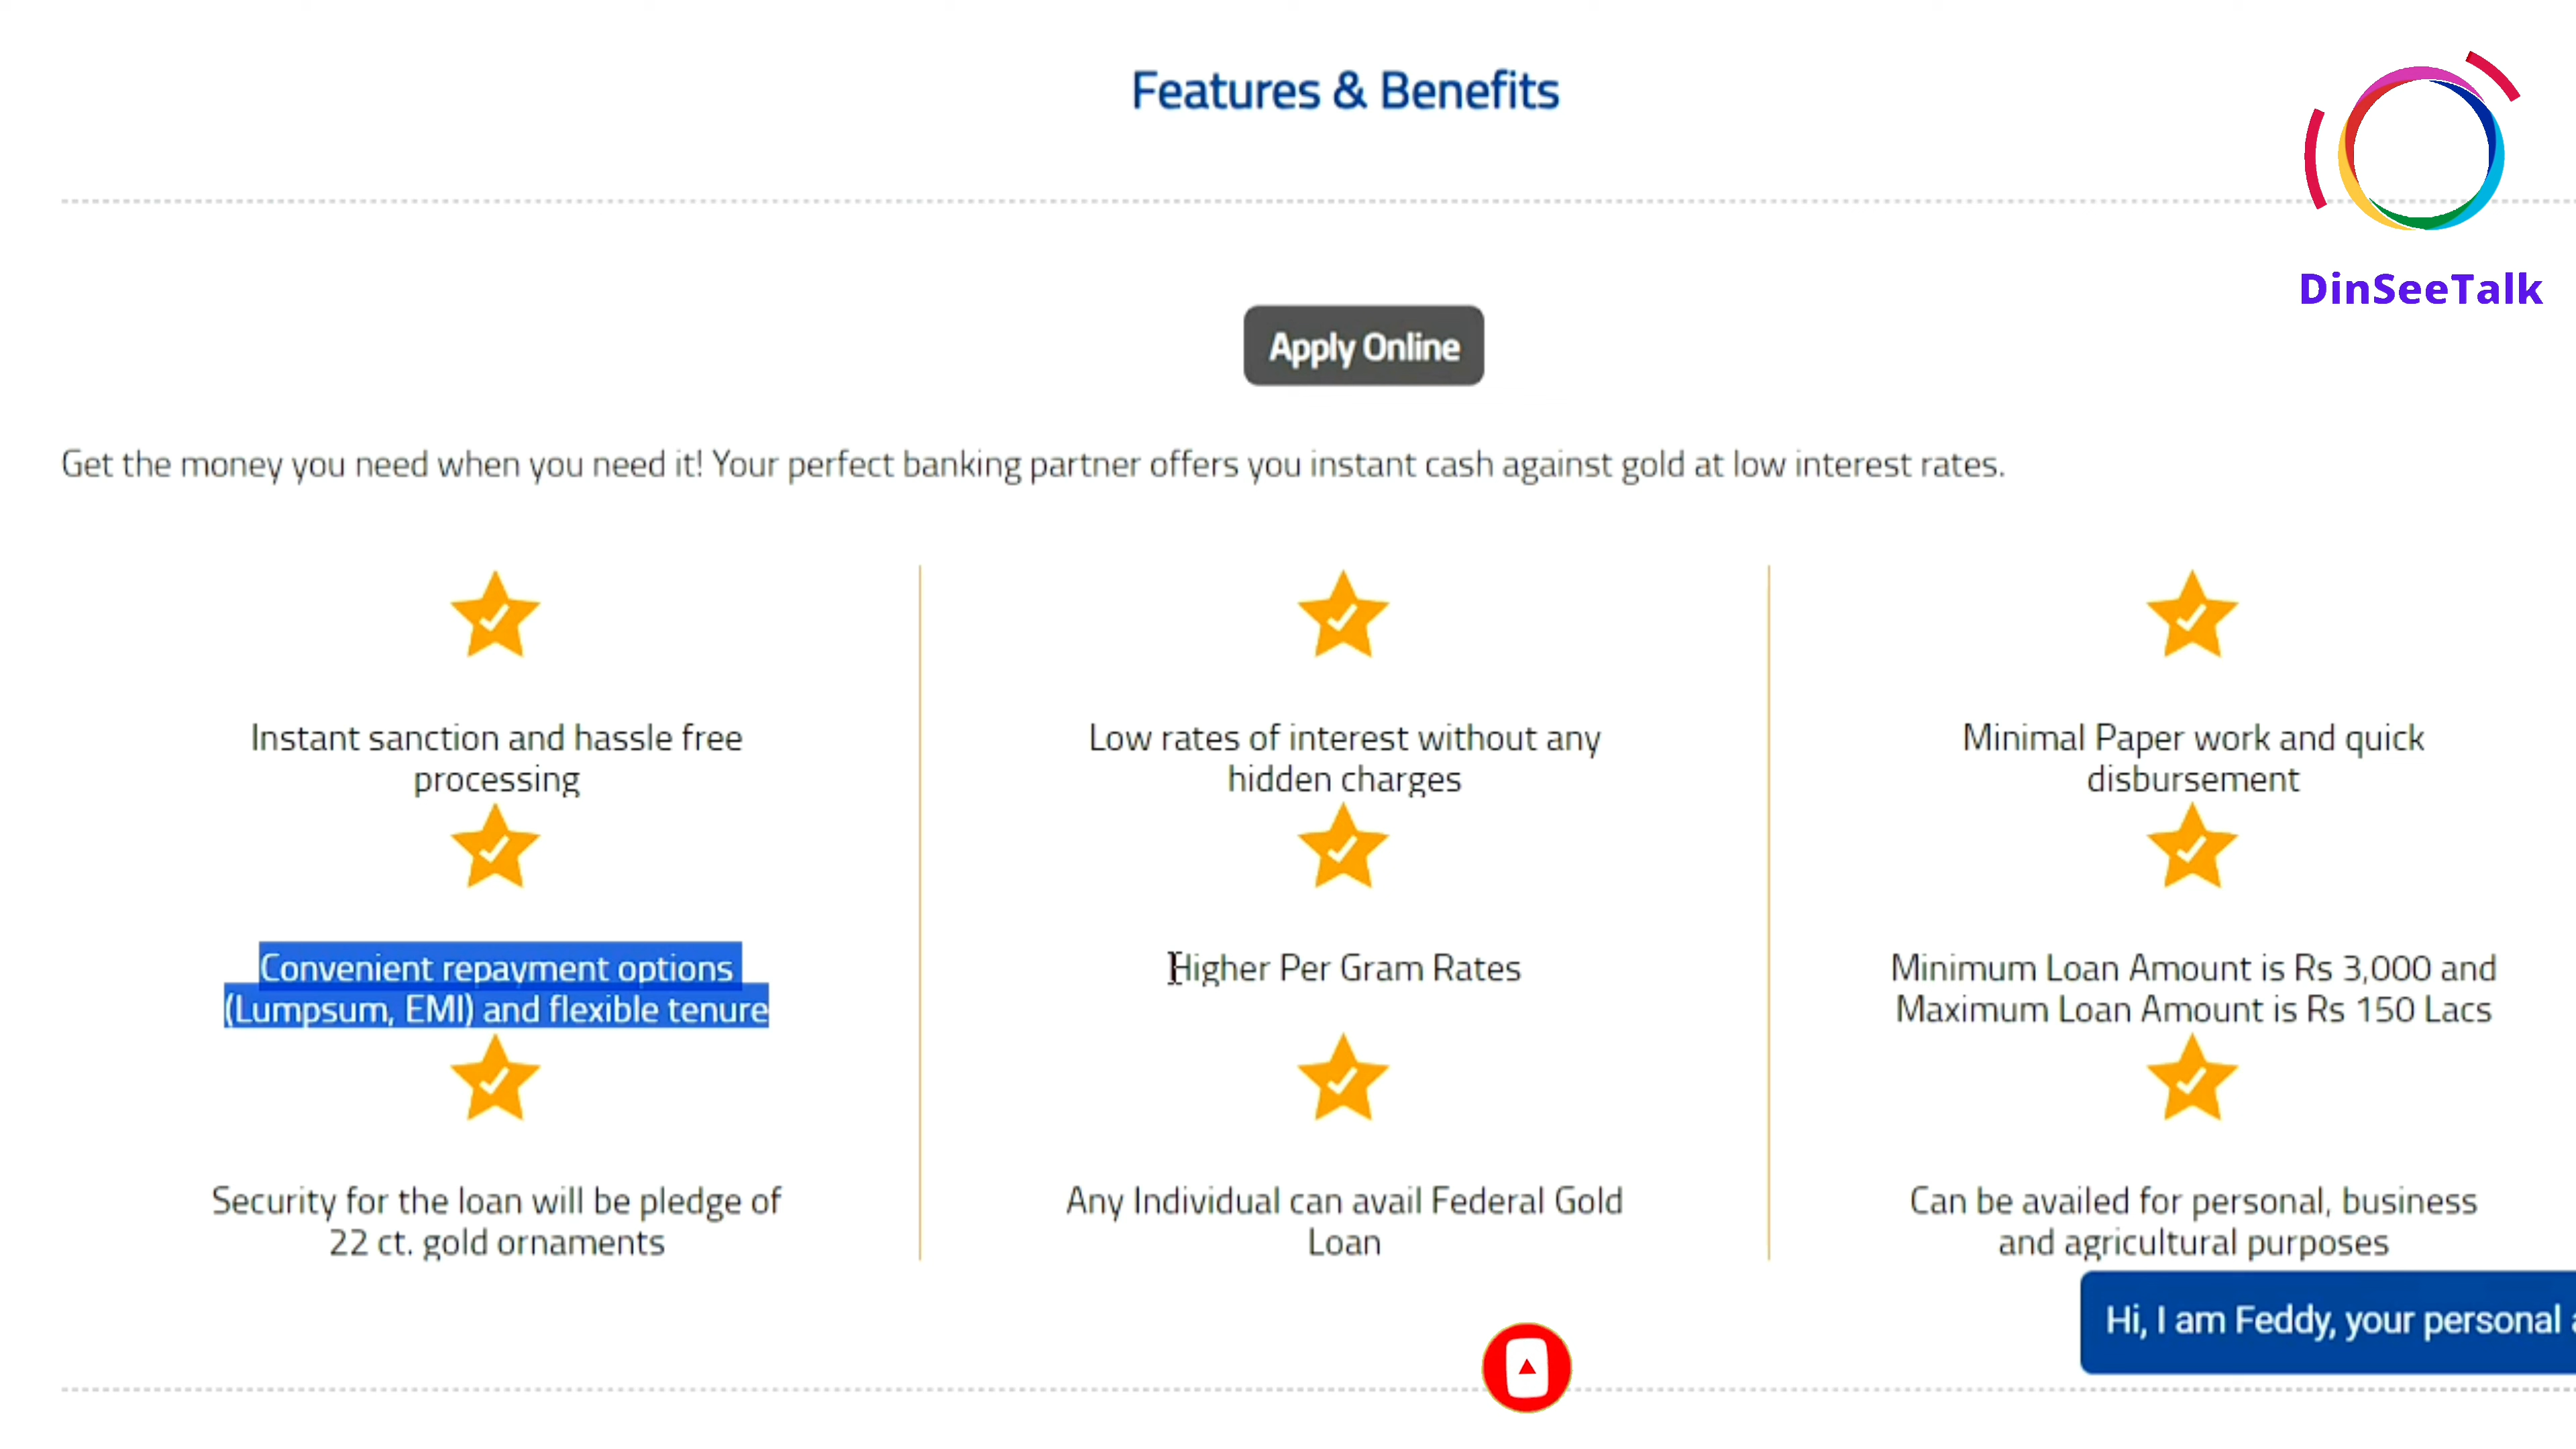 Features & Benefits
DinSeeTalk
Apply Online
Get the money you need when you need it! Your perfect banking partner offers you instant cash against gold at low interest rates.
Instant sanction and hassle free
processing
Low rates of interest without any
hidden charges
Minimal Paper work and quick
disbursement
Convenient repayment options
(Lumpsum, EMI) and flexible tenure
Higher Per Gram Rates
Minimum Loan Amount is Rs 3,000 and
Maximum Loan Amount is Rs 150 Lacs
Security for the loan will be pledge of
22 ct. gold ornaments
Any Individual can avail Federal Gold
Loan
Can be availed for personal, business
and agricultural purposes
Hi, I am Feddy, your personal